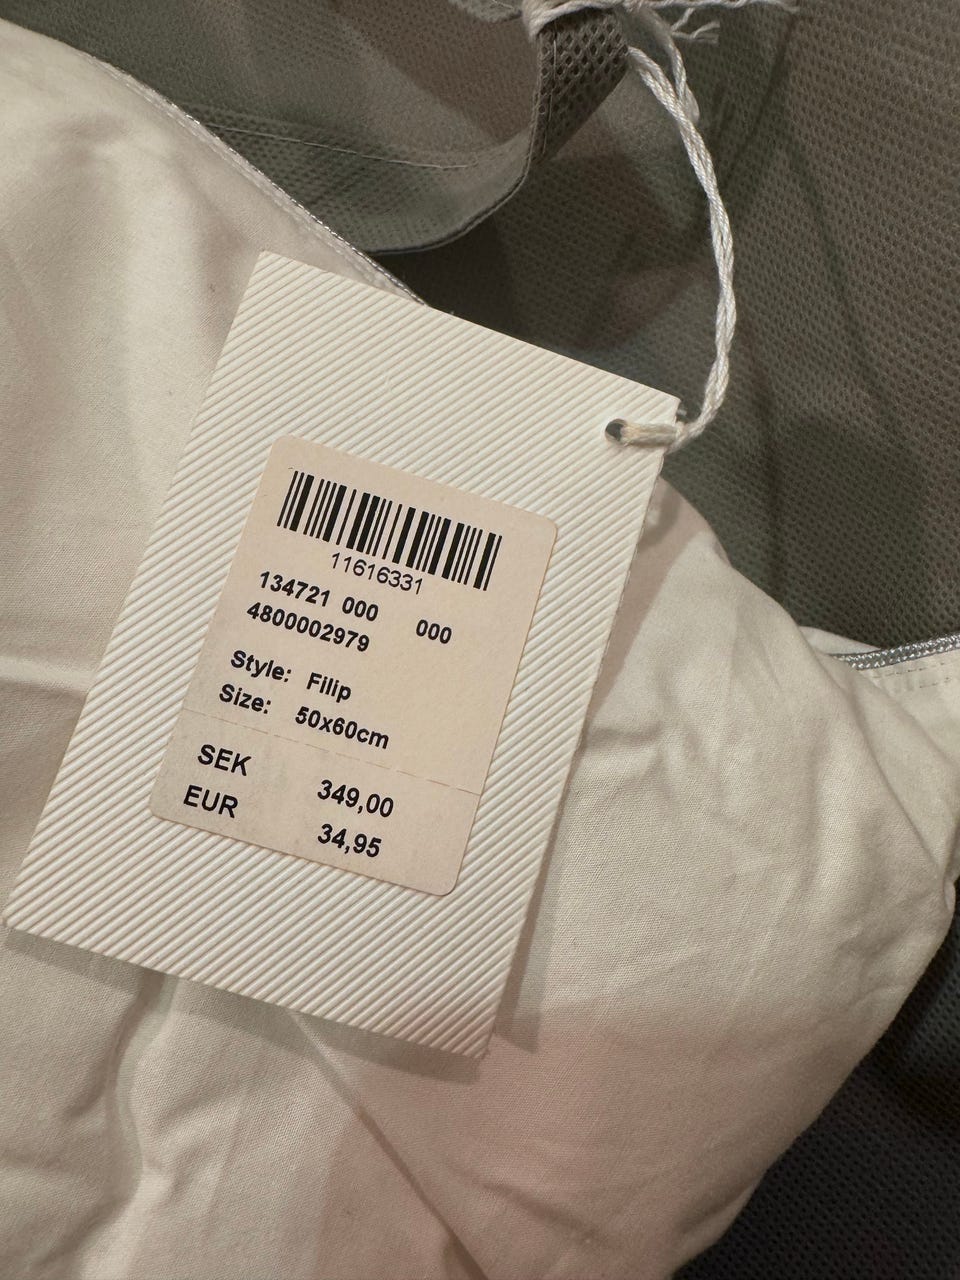 11616331
134721 000 000
4800002979
Style: Filip
Size: 50x60cm
SEK 349,00
EUR 34,95